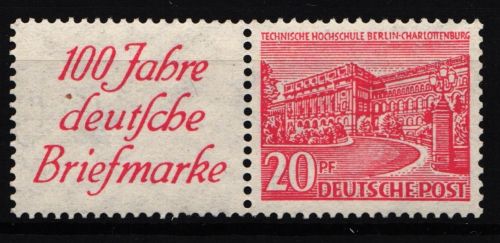 100 Jahre
deutſche
Briefmarke
TECHNISCHE HOCHSCHULE BERLIN-CHARLOTTENBURG
20 PF
DEUTSCHE POST